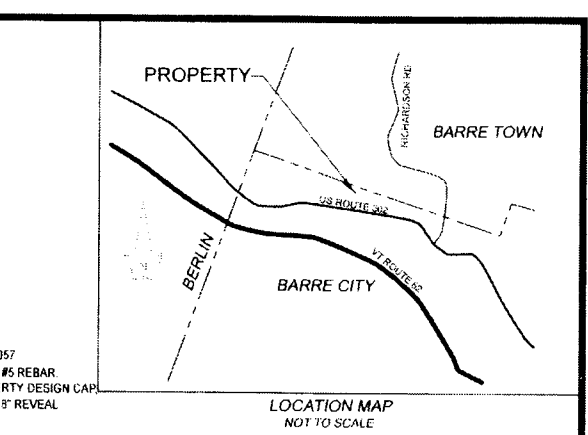 PROPERTY
RICHARDSON RD
BARRE TOWN
US ROUTE 302
VT ROUTE 62
BERLIN
BARRE CITY
057
#5 REBAR.
RTY DESIGN CAP
8" REVEAL
LOCATION MAP
NOT TO SCALE